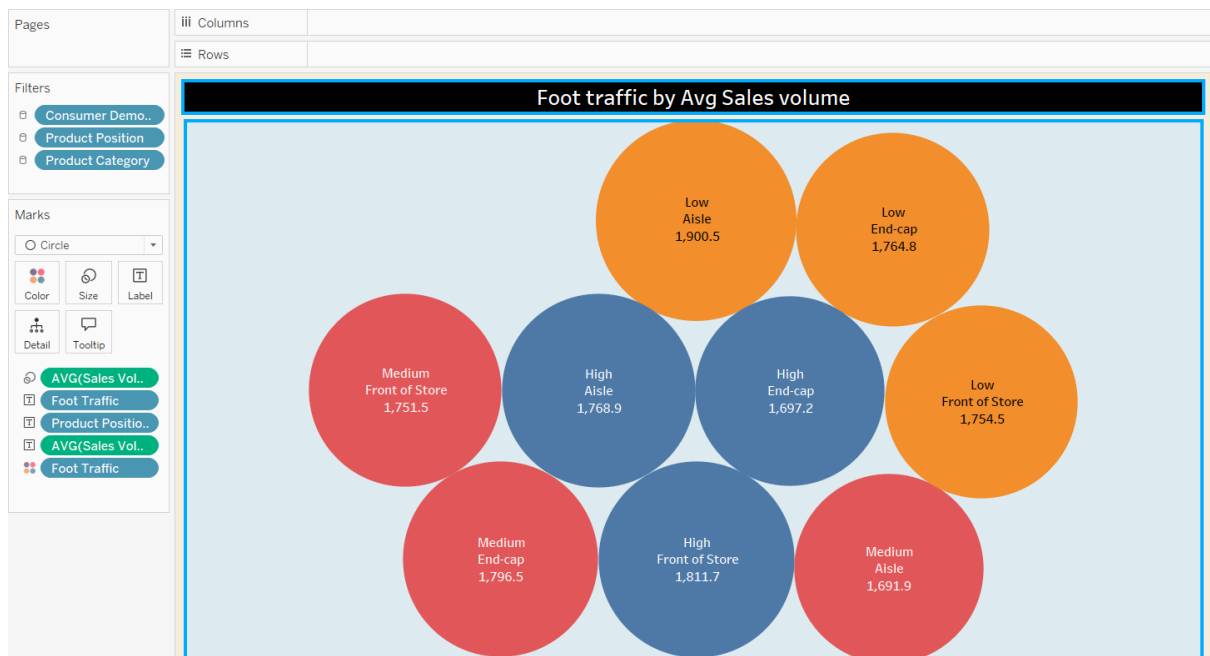 Pages
Columns
Rows
Filters
Consumer Demo..
Product Position
Product Category
Marks
Circle
Color
Size
Label
Detail
Tooltip
AVG(Sales Vol..
Foot Traffic
Product Positio..
AVG(Sales Vol..
Foot Traffic
Foot traffic by Avg Sales volume
Low
Aisle
1,900.5
Low
End-cap
1,764.8
Medium
Front of Store
1,751.5
High
Aisle
1,768.9
High
End-cap
1,697.2
Low
Front of Store
1,754.5
Medium
End-cap
1,796.5
High
Front of Store
1,811.7
Medium
Aisle
1,691.9